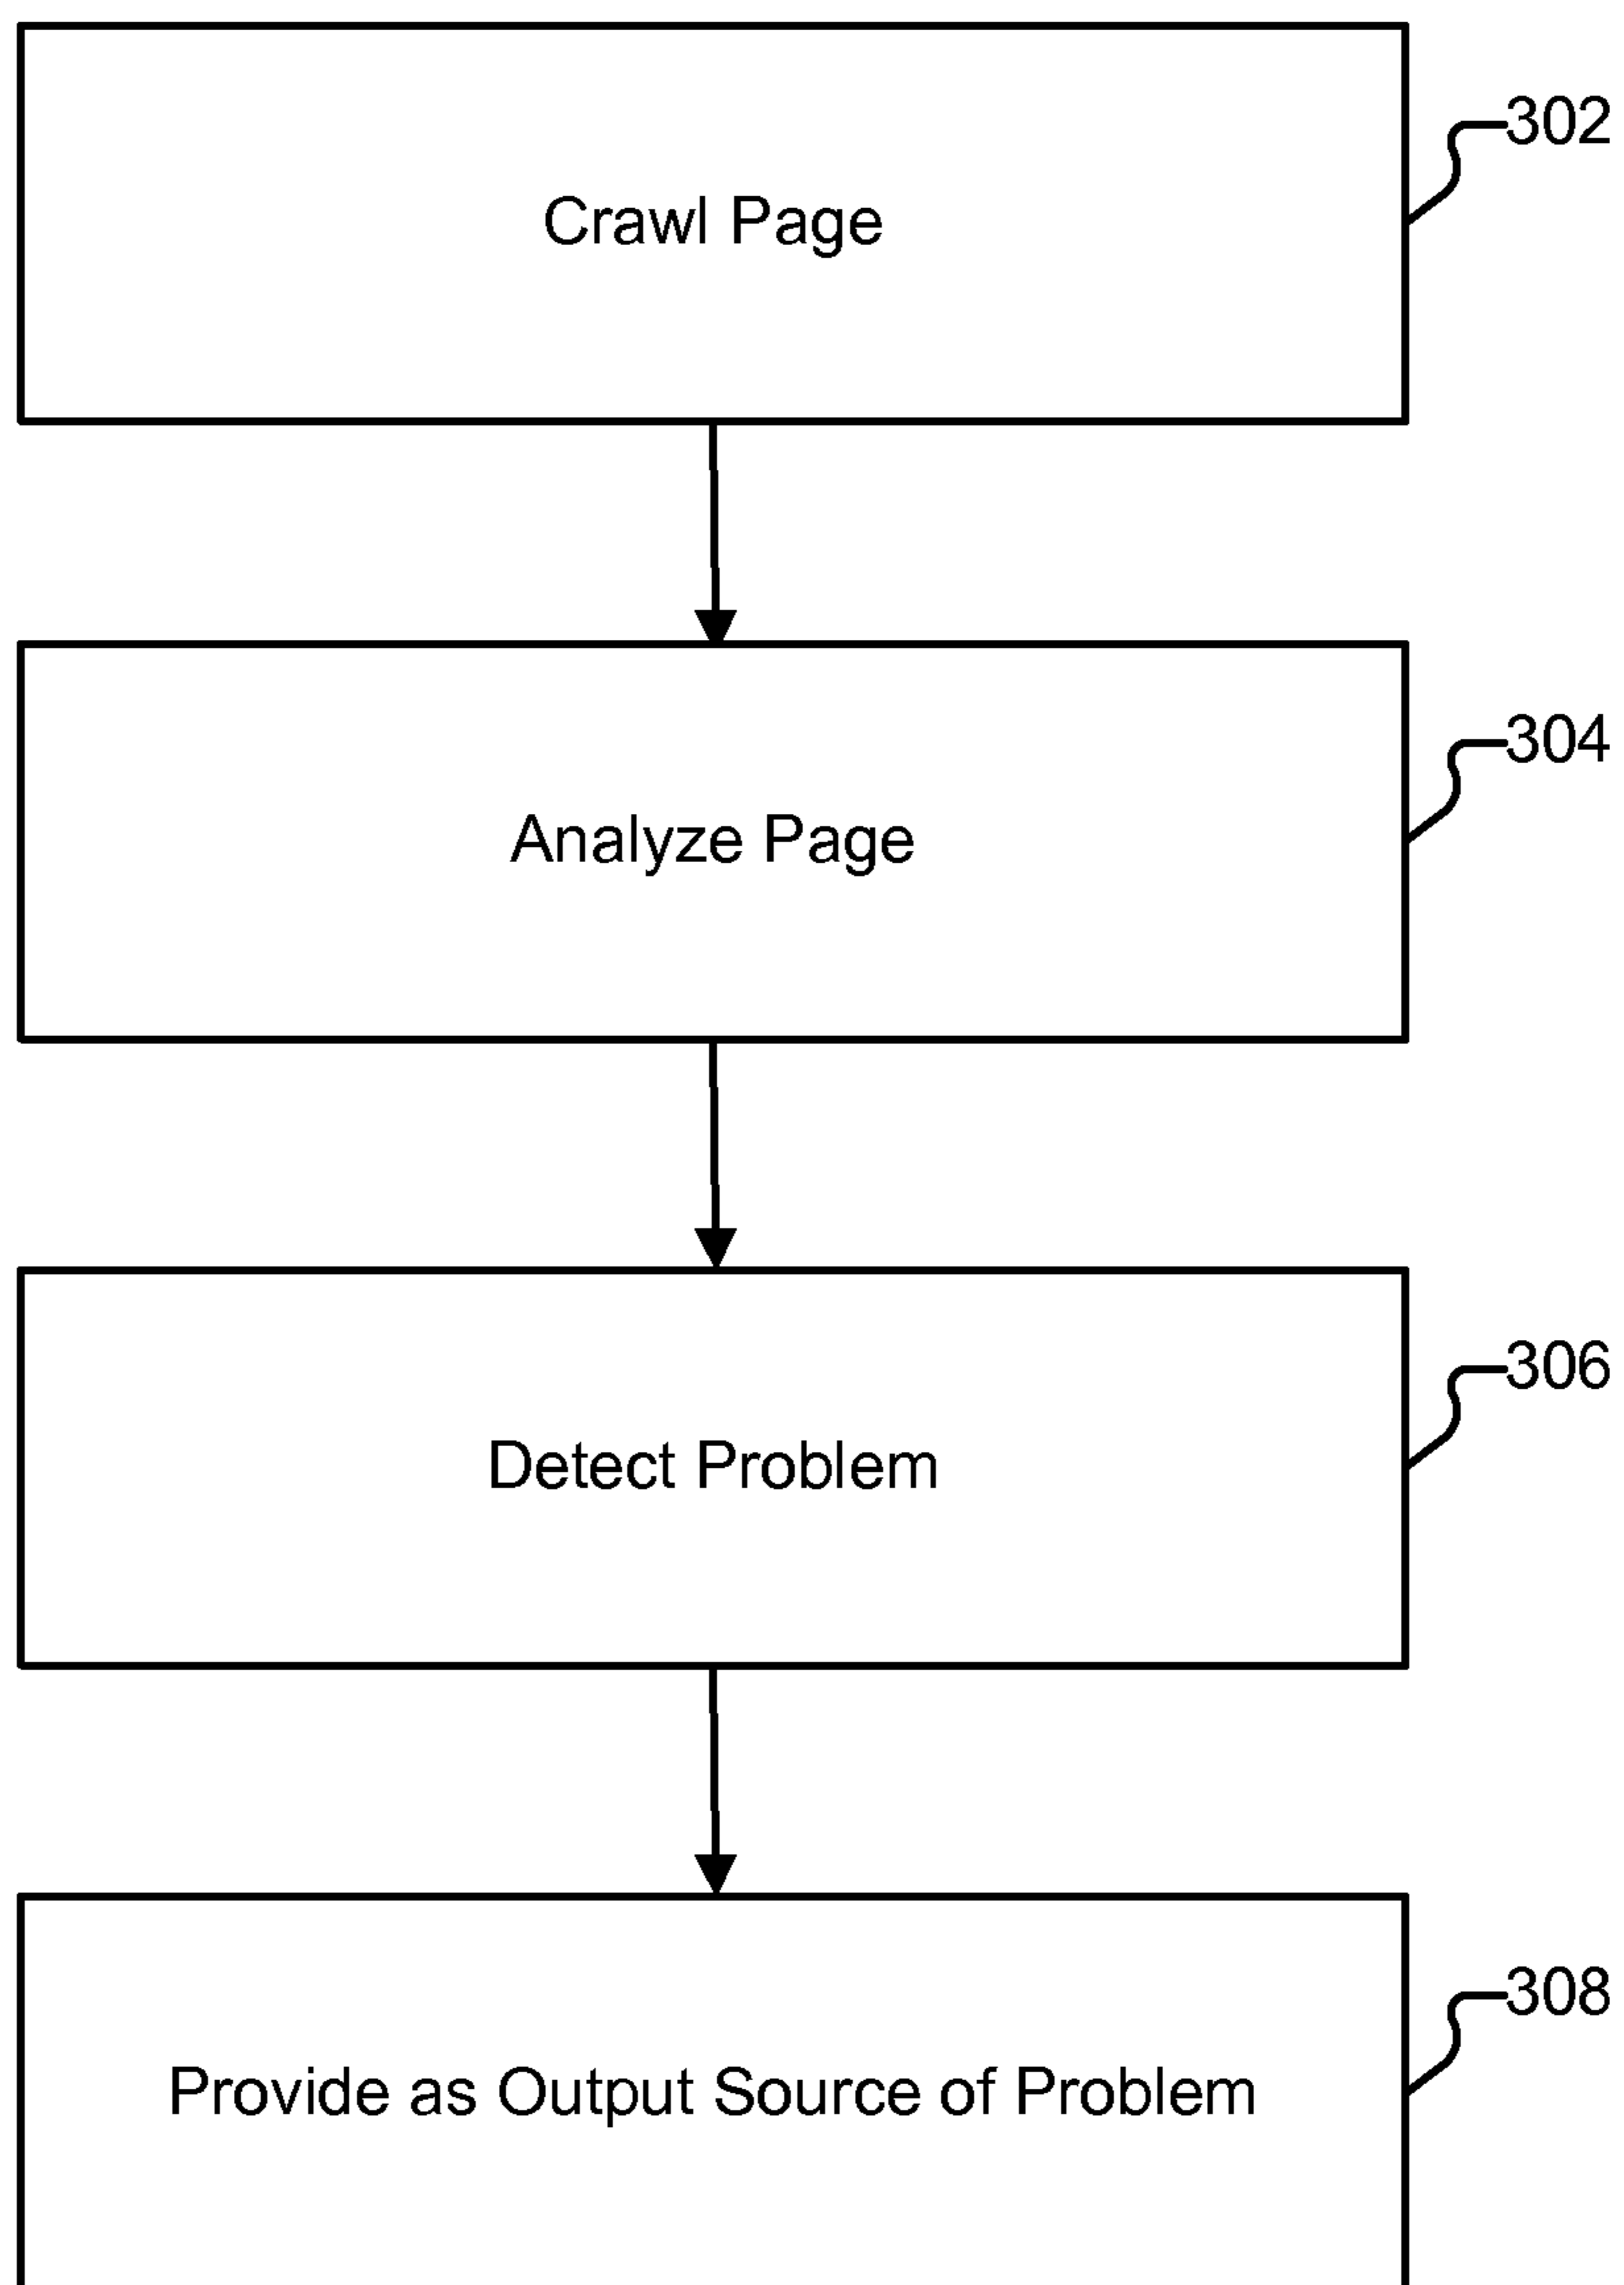 302
Crawl Page
304
Analyze Page
306
Detect Problem
308
Provide as Output Source of Problem